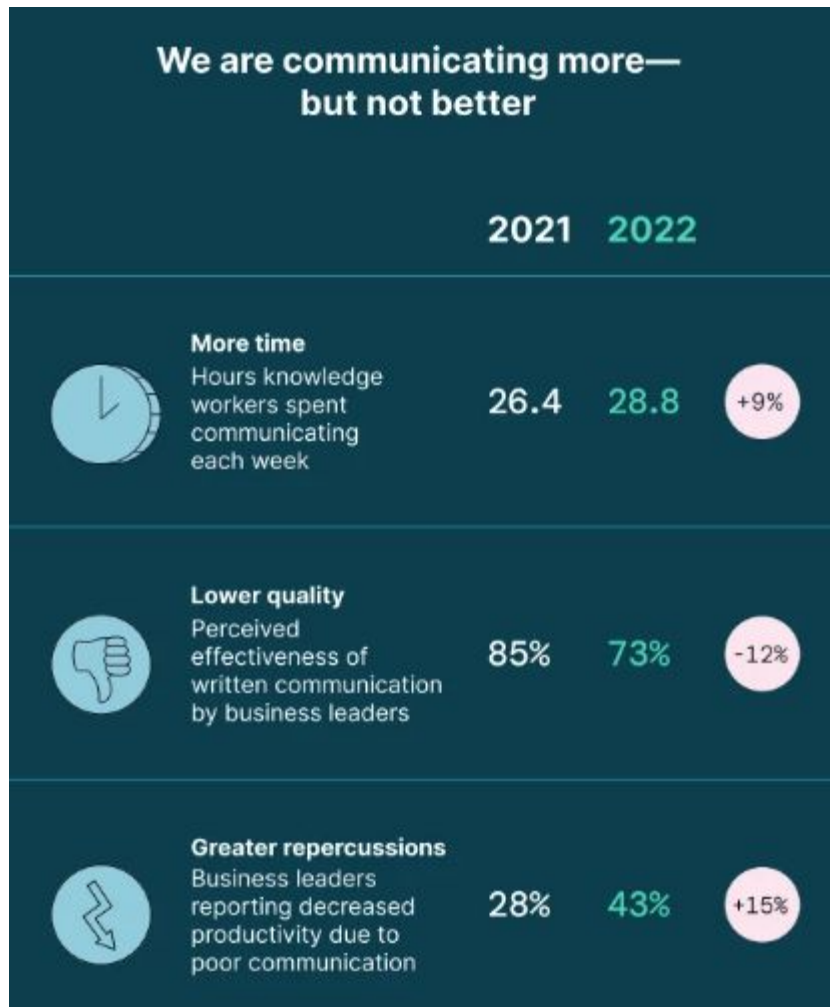 We are communicating more—
but not better
2021 2022
More time
Hours knowledge
workers spent
communicating
each week
26.4 28.8 +9%
Lower quality
Perceived
effectiveness of
written communication
by business leaders
85% 73% -12%
Greater repercussions
Business leaders
reporting decreased
productivity due to
poor communication
28% 43% +15%